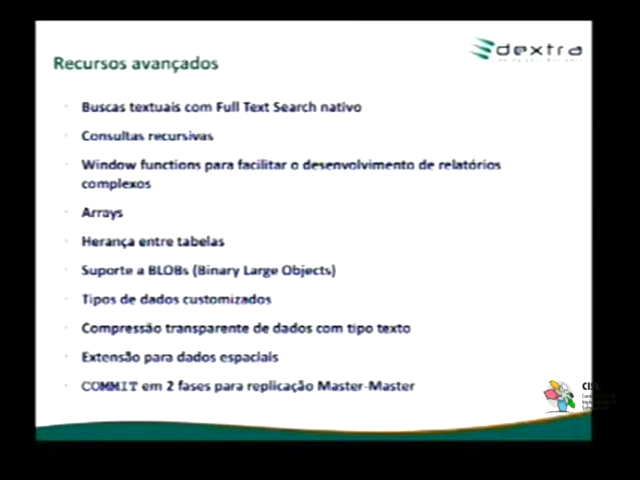 dextra
Recursos avançados
Buscas textuais com Full Text Search nativo
Consultas recursivas
Window functions para facilitar o desenvolvimento de relatórios
complexos
Arrays
Herança entre tabelas
Suporte a BLOBs (Binary Large Objects)
Tipos de dados customizados
Compressão transparente de dados com tipo texto
Extensão para dados espaciais
COMMIT em 2 fases para replicação Master-Master